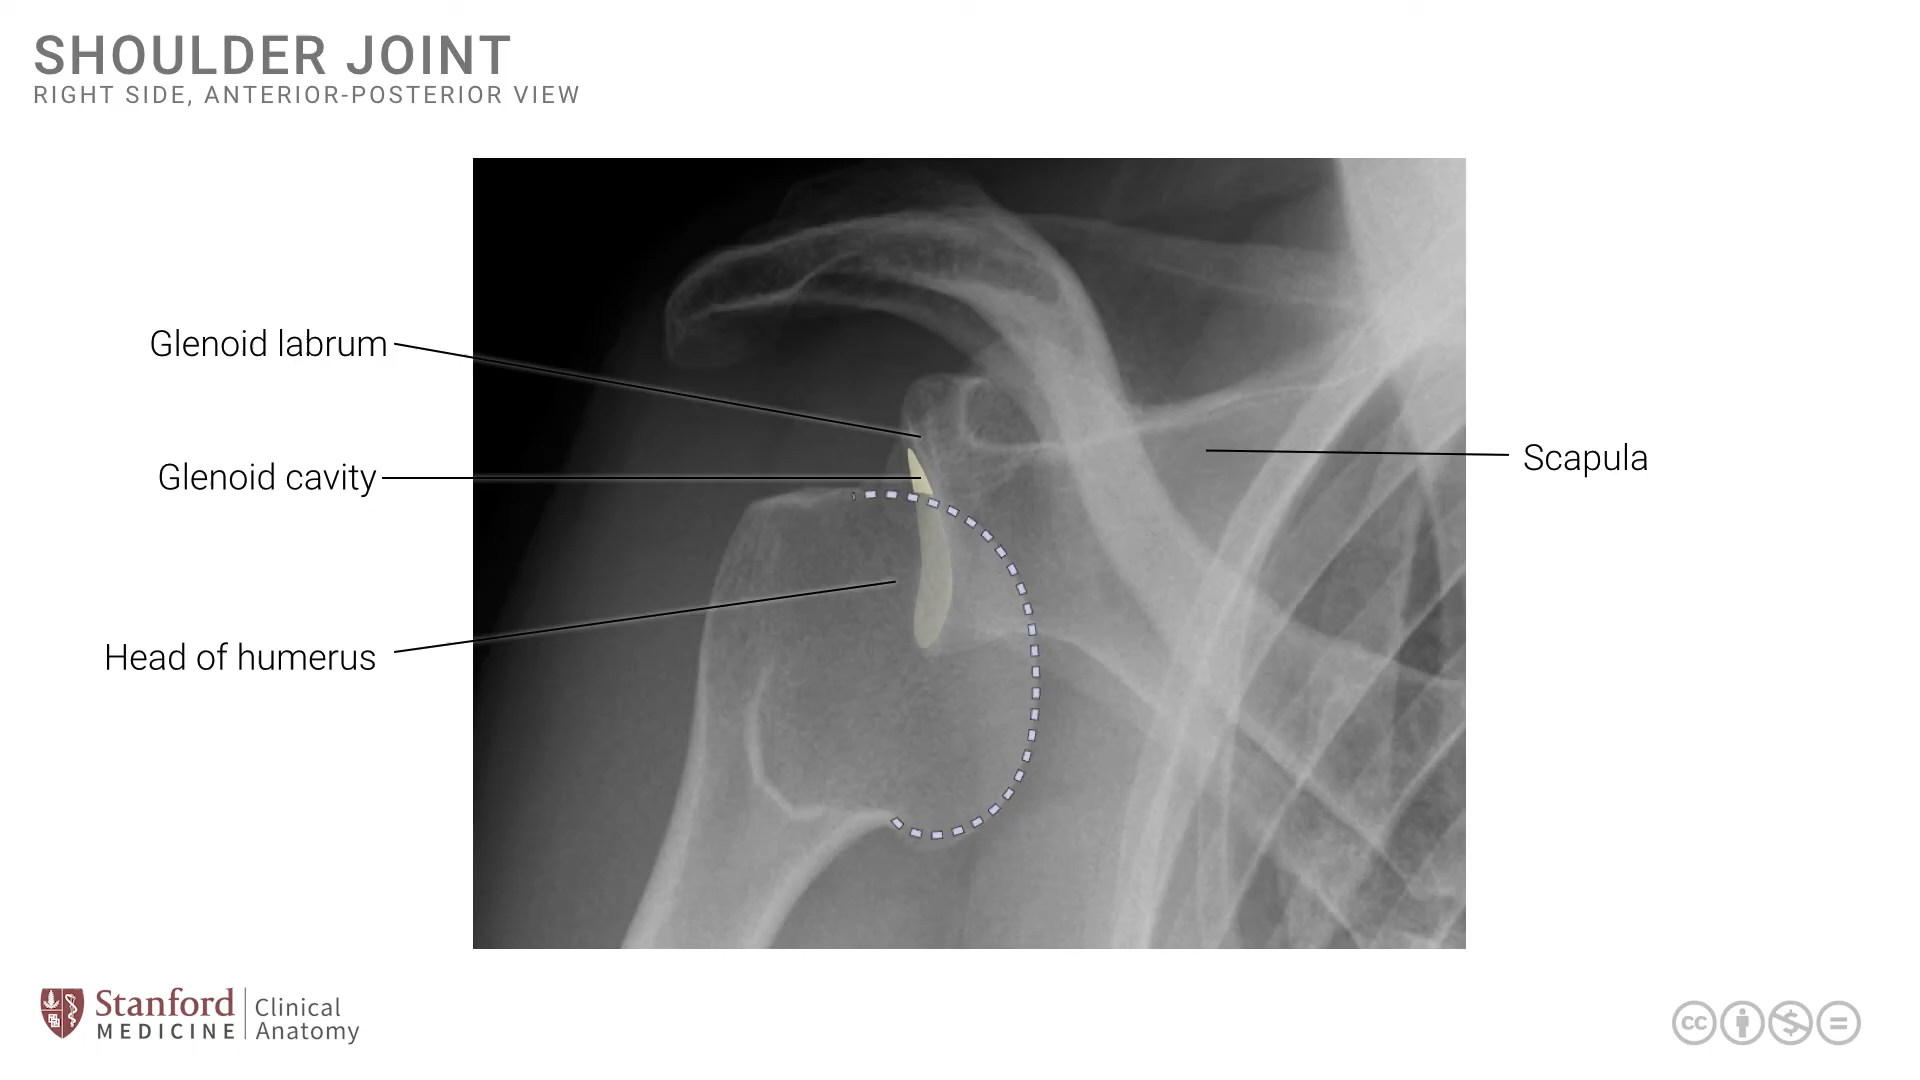 SHOULDER JOINT
RIGHT SIDE, ANTERIOR-POSTERIOR VIEW
Glenoid labrum
Glenoid cavity
Scapula
Head of humerus
Stanford
MEDICINE
Clinical
Anatomy
cc